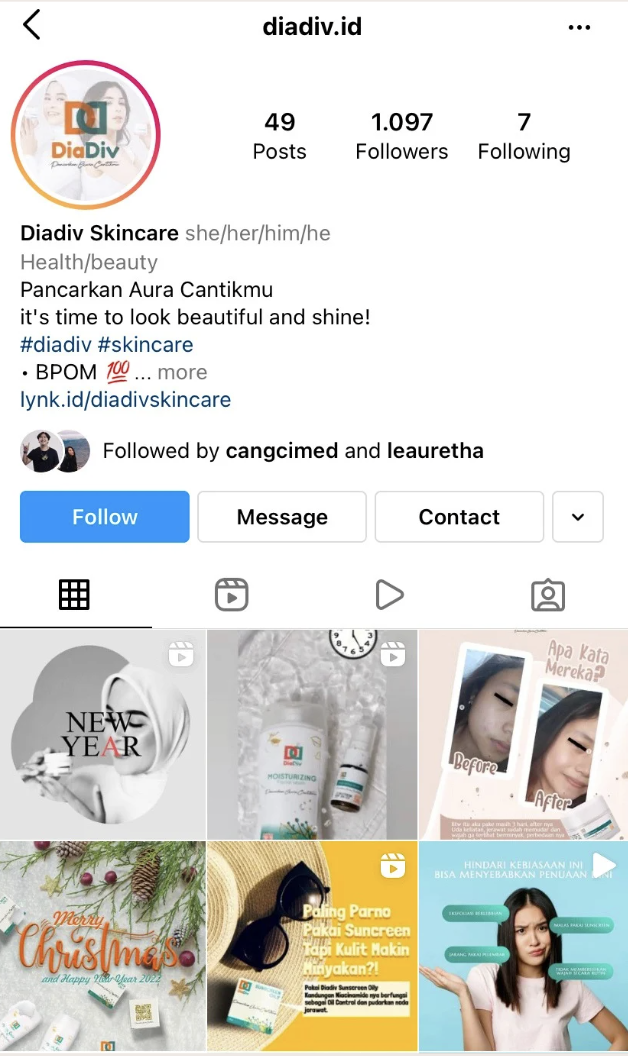 diadiv.id
DiaDiv
Pancarkan Aura Cantikmu
49
Posts
1.097
Followers
7
Following
Diadiv Skincare she/her/him/he
Health/beauty
Pancarkan Aura Cantikmu
it's time to look beautiful and shine!
#diadiv #skincare
• BPOM 💯 ... more
lynk.id/diadivskincare
Followed by cangcimed and leauretha
Follow
Message
Contact
NEW
YEAR
DiaDiv
MOISTURIZING
Apa Kata
Mereka?
Before
After
Merry
Christmas
and Happy New Year 2022
Paling Parno
Pakai Suncreen
Tapi Kulit Makin
Minyakan?!
Pakai Diadiv Sunscreen Oily
Kandungan Niacinamide nya berfungsi
sebagai Oil Control dan pudarkan noda
jerawat.
HINDARI KEBIASAAN INI
BISA MENYEBABKAN PENUAAN
MALAS PAKAI SUNSCREEN